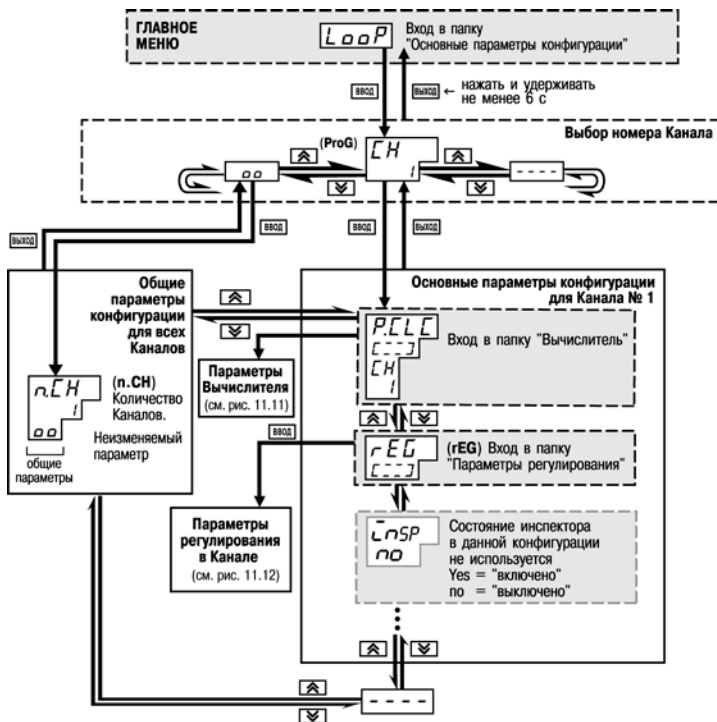 ГЛАВНОЕ
МЕНЮ
LooP
Вход в папку
"Основные параметры конфигурации"
ВВОД
ВЫХОД
нажать и удерживать
не менее 6 с
Выбор номера Канала
(ProG)
CH
1
oo
- - - -
ВЫХОД
ВВОД
ВВОД
ВЫХОД
Общие
параметры
конфигурации
для всех
Каналов
n.CH
1
oo
(n.CH)
Количество
Каналов.
Неизменяемый
параметр
общие
параметры
Основные параметры конфигурации
для Канала № 1
P.CLC
[---]
CH
1
Вход в папку "Вычислитель"
Параметры
Вычислителя
(см. рис. 11.11)
ВВОД
rEG
[---]
(rEG) Вход в папку
"Параметры регулирования"
Параметры
регулирования
в Канале
(см. рис. 11.12)
inSP
no
Состояние инспектора
в данной конфигурации
не используется
Yes = "включено"
no = "выключено"
- - - - -